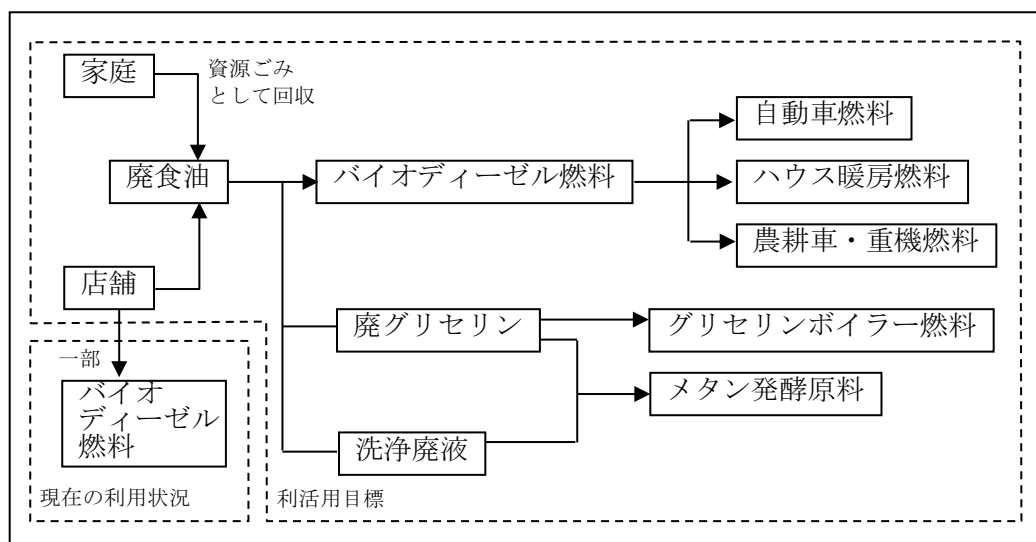 家庭
資源ごみ
として回収
自動車燃料
廃食油
バイオディーゼル燃料
ハウス暖房燃料
農耕車・重機燃料
店舗
廃グリセリン
グリセリンボイラー燃料
一部
メタン発酵原料
バイオ
ディーゼル
燃料
洗浄廃液
現在の利用状況
利活用目標